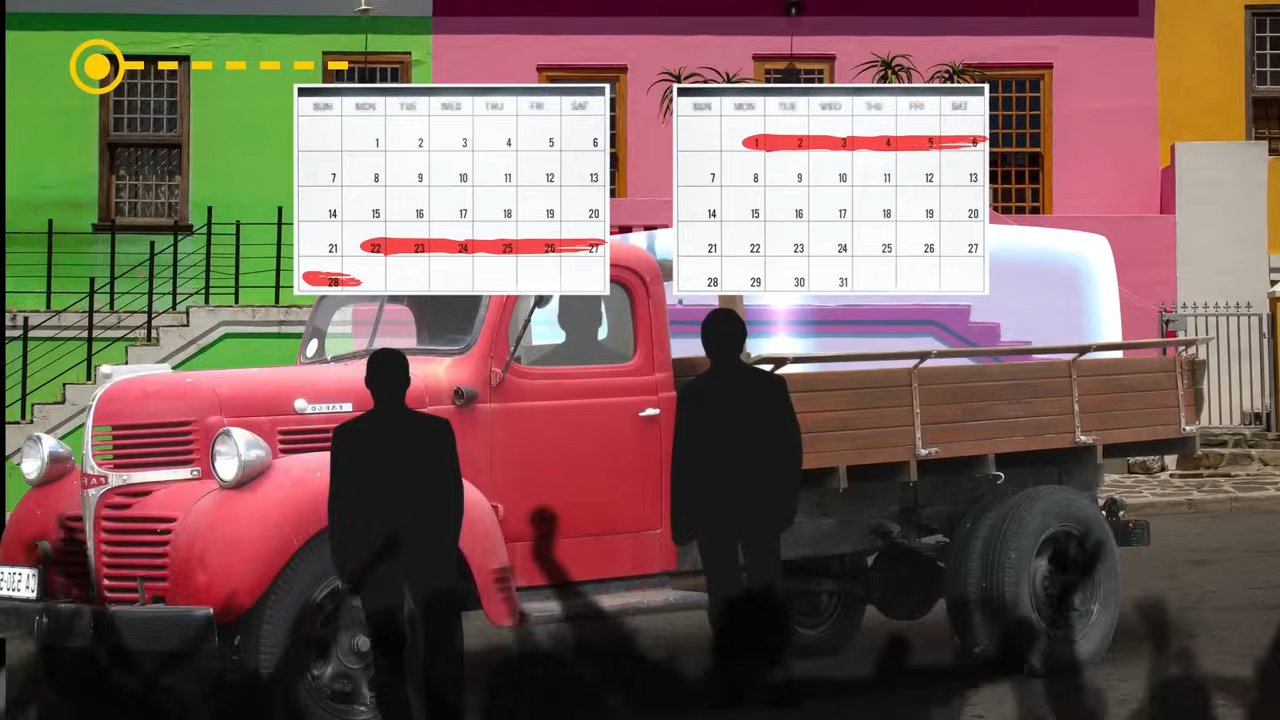 SUN MON TUE WED THU FRI SAT
1 2 3 4 5 6
7 8 9 10 11 12 13
14 15 16 17 18 19 20
21 22 23 24 25 26 27
28
SUN MON TUE WED THU FRI SAT
1 2 3 4 5 6
7 8 9 10 11 12 13
14 15 16 17 18 19 20
21 22 23 24 25 26 27
28 29 30 31
FARGO